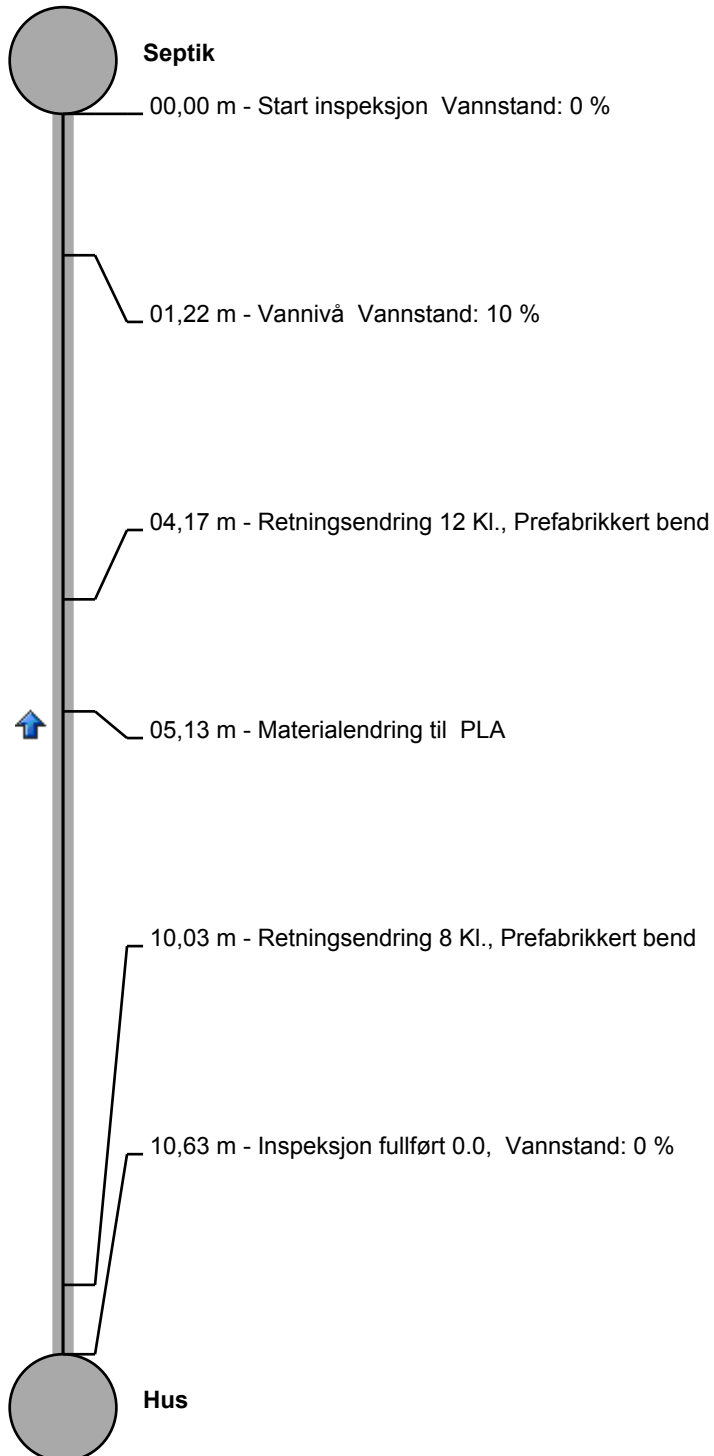 Septik
00,00 m - Start inspeksjon  Vannstand: 0 %
01,22 m - Vannivå  Vannstand: 10 %
04,17 m - Retningsendring 12 Kl., Prefabrikkert bend
05,13 m - Materialendring til  PLA
10,03 m - Retningsendring 8 Kl., Prefabrikkert bend
10,63 m - Inspeksjon fullført 0.0,  Vannstand: 0 %
Hus